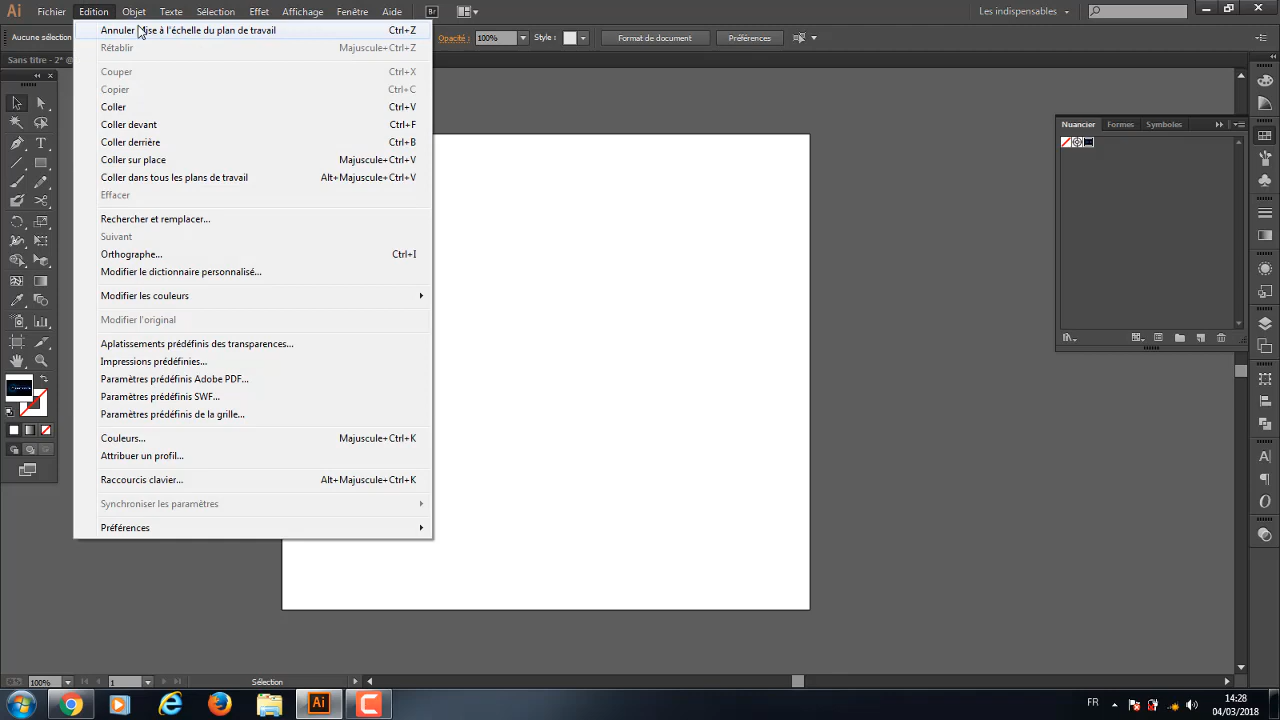 Ai Fichier Edition Objet Texte Sélection Effet Affichage Fenêtre Aide Br Les indispensables
Aucune sélection Opacité : 100% Style : Format de document Préférences
Sans titre - 2* @
Annuler Mise à l'échelle du plan de travail Ctrl+Z
Rétablir Majuscule+Ctrl+Z
Couper Ctrl+X
Copier Ctrl+C
Coller Ctrl+V
Coller devant Ctrl+F
Coller derrière Ctrl+B
Coller sur place Majuscule+Ctrl+V
Coller dans tous les plans de travail Alt+Majuscule+Ctrl+V
Effacer
Rechercher et remplacer...
Suivant
Orthographe... Ctrl+I
Modifier le dictionnaire personnalisé...
Modifier les couleurs
Modifier l'original
Aplatissements prédéfinis des transparences...
Impressions prédéfinies...
Paramètres prédéfinis Adobe PDF...
Paramètres prédéfinis SWF...
Paramètres prédéfinis de la grille...
Couleurs... Majuscule+Ctrl+K
Attribuer un profil...
Raccourcis clavier... Alt+Majuscule+Ctrl+K
Synchroniser les paramètres
Préférences
Nuancier Formes Symboles
100% 1 Sélection
Ai FR 14:28
04/03/2018